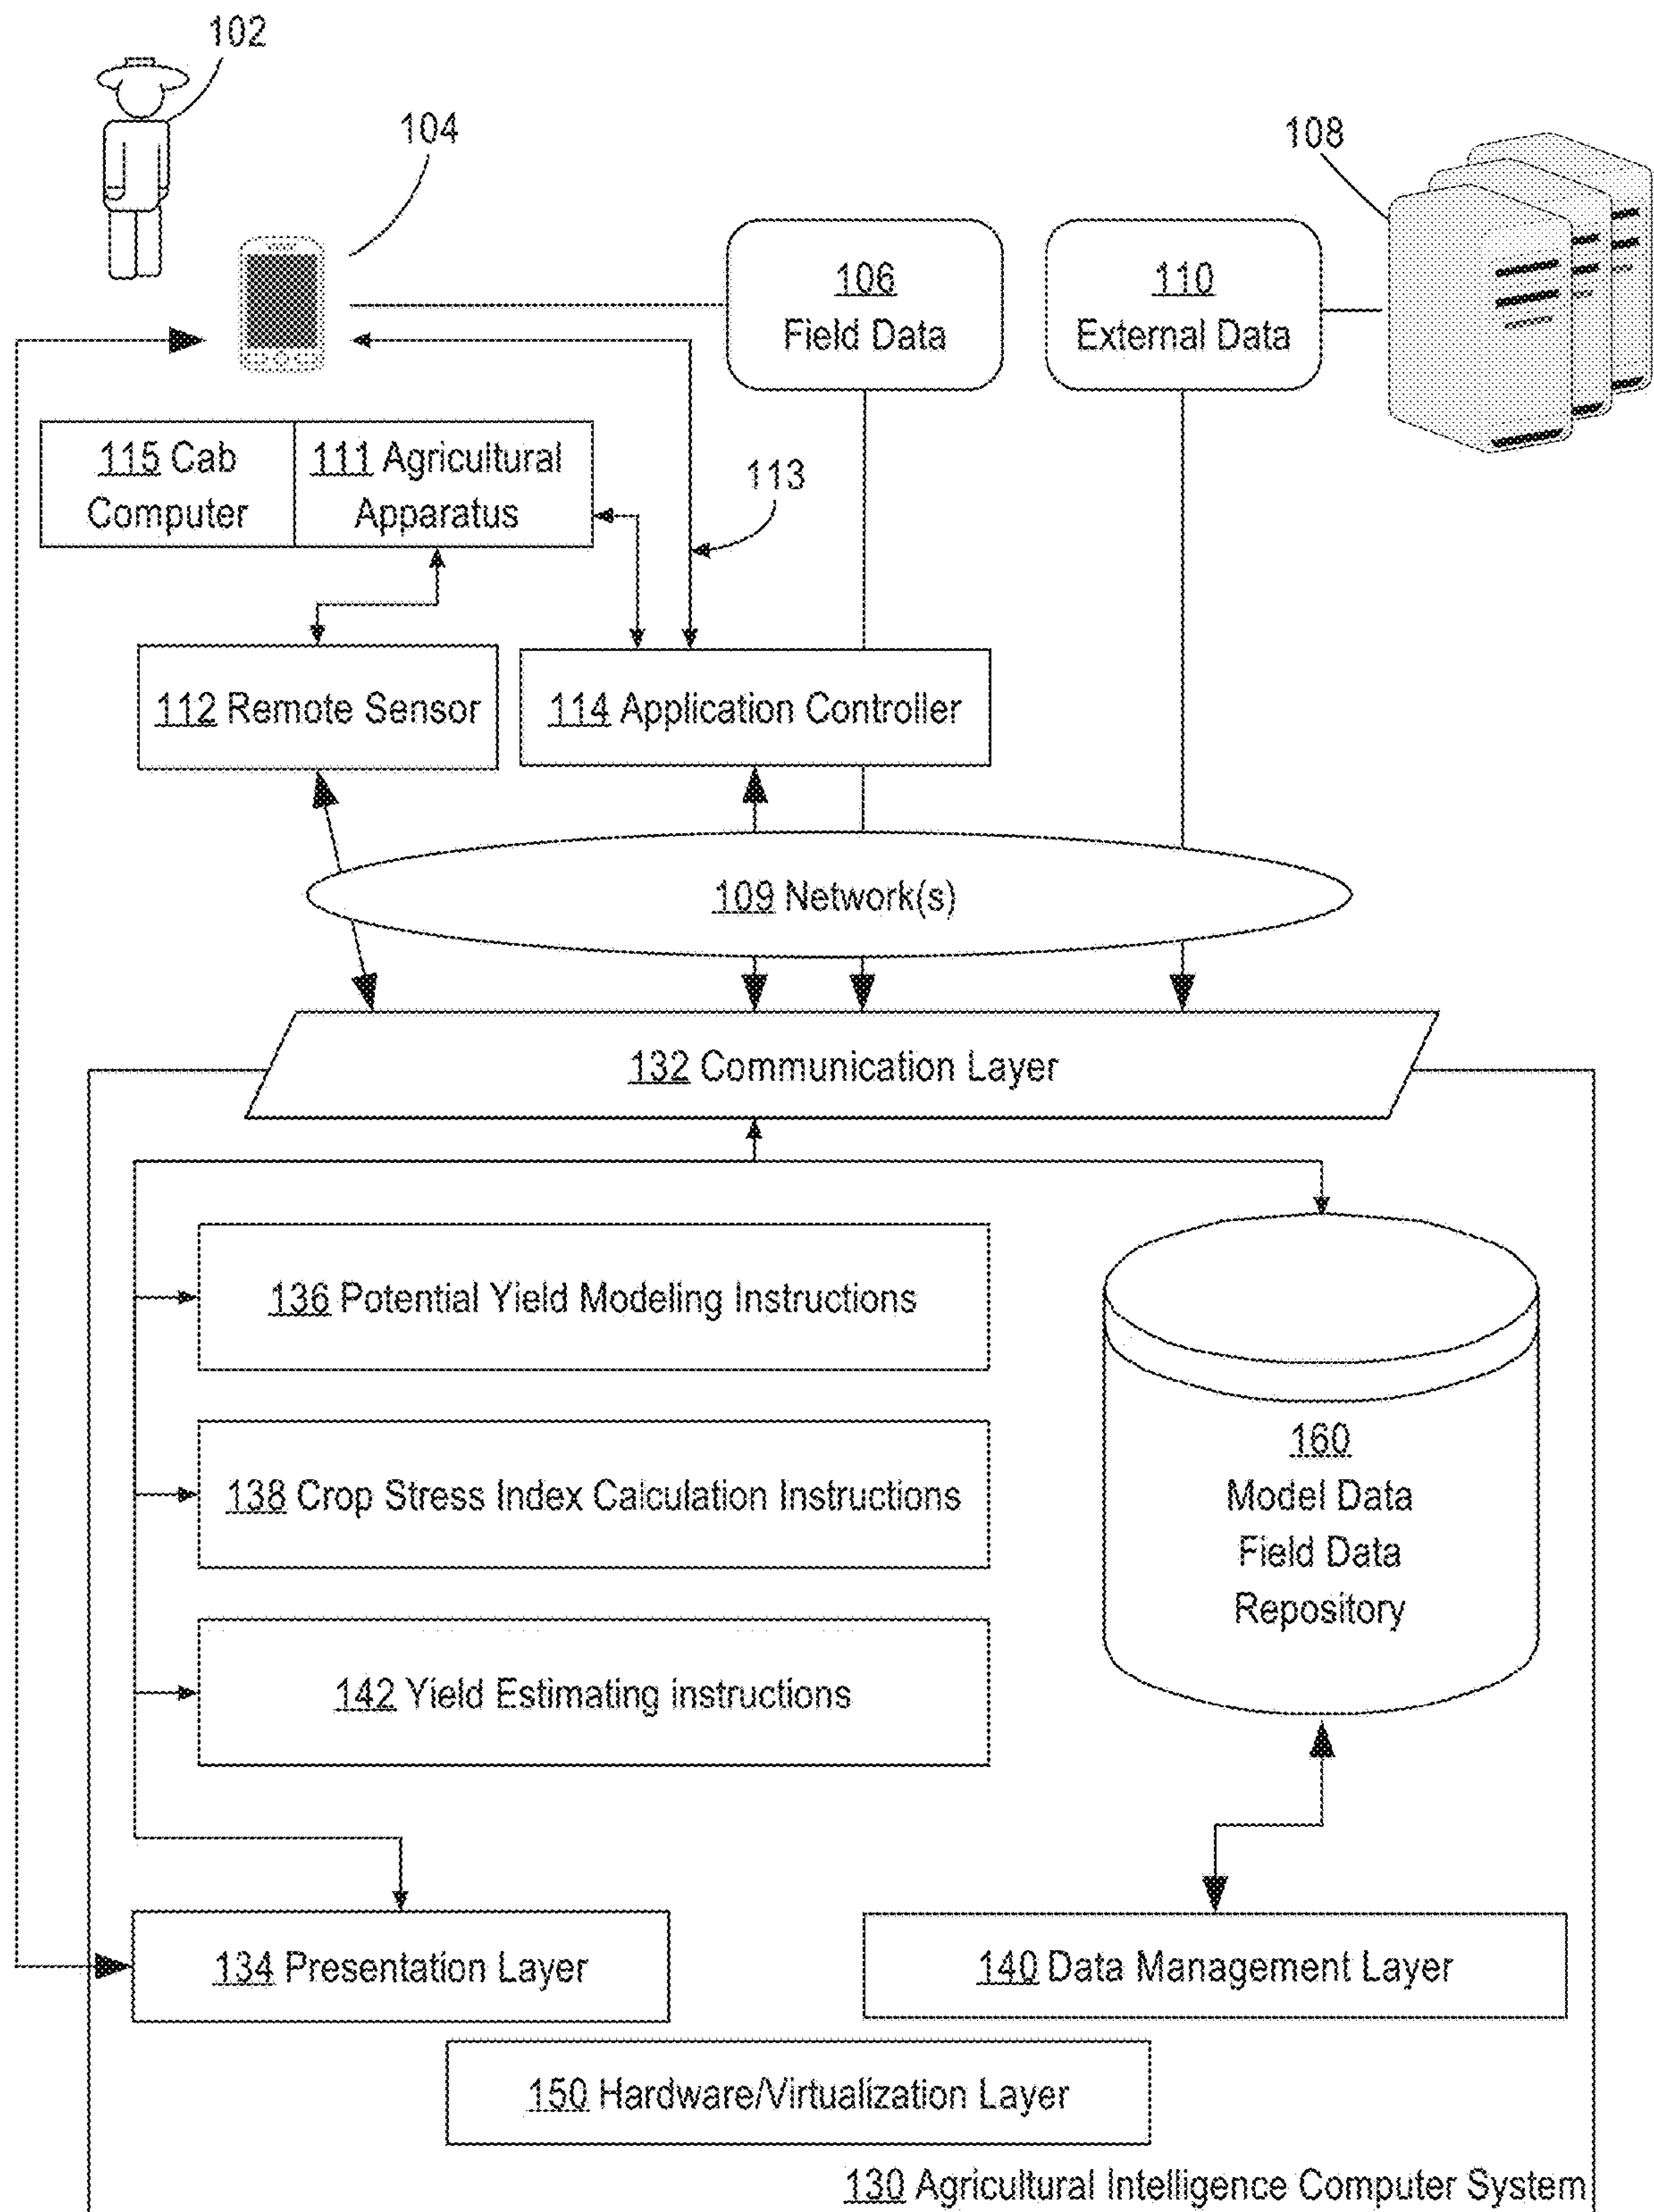 102
104
108
106
Field Data
110
External Data
115 Cab
Computer
111 Agricultural
Apparatus
113
112 Remote Sensor
114 Application Controller
109 Network(s)
132 Communication Layer
136 Potential Yield Modeling Instructions
138 Crop Stress Index Calculation Instructions
160
Model Data
Field Data
Repository
142 Yield Estimating instructions
134 Presentation Layer
140 Data Management Layer
150 Hardware/Virtualization Layer
130 Agricultural Intelligence Computer System